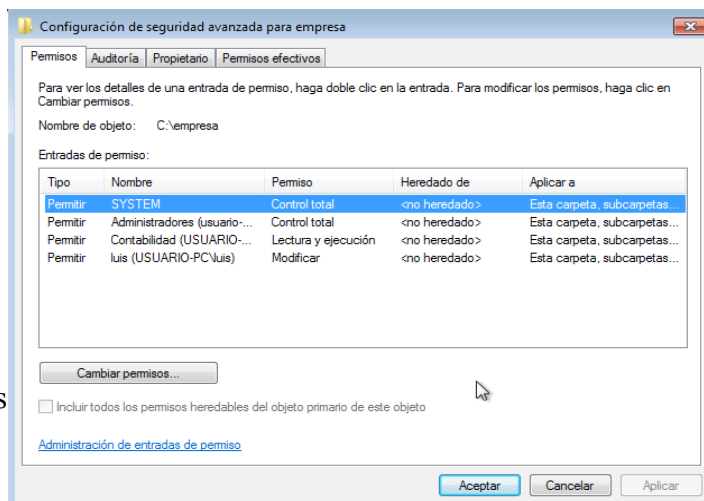 Configuración de seguridad avanzada para empresa
Permisos Auditoría Propietario Permisos efectivos
Para ver los detalles de una entrada de permiso, haga doble clic en la entrada. Para modificar los permisos, haga clic en
Cambiar permisos.
Nombre de objeto: C:\empresa
Entradas de permiso:
Tipo Nombre Permiso Heredado de Aplicar a
Permitir SYSTEM Control total <no heredado> Esta carpeta, subcarpetas...
Permitir Administradores (usuario-... Control total <no heredado> Esta carpeta, subcarpetas...
Permitir Contabilidad (USUARIO-... Lectura y ejecución <no heredado> Esta carpeta, subcarpetas...
Permitir luis (USUARIO-PC\luis) Modificar <no heredado> Esta carpeta, subcarpetas...
Cambiar permisos...
s
Incluir todos los permisos heredables del objeto primario de este objeto
Administración de entradas de permiso
Aceptar Cancelar Aplicar